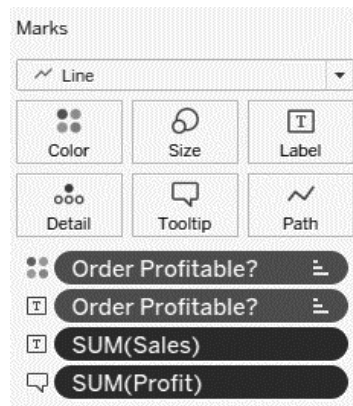 Marks
Line
Color Size Label
Detail Tooltip Path
Order Profitable?
T Order Profitable?
T SUM(Sales)
SUM(Profit)